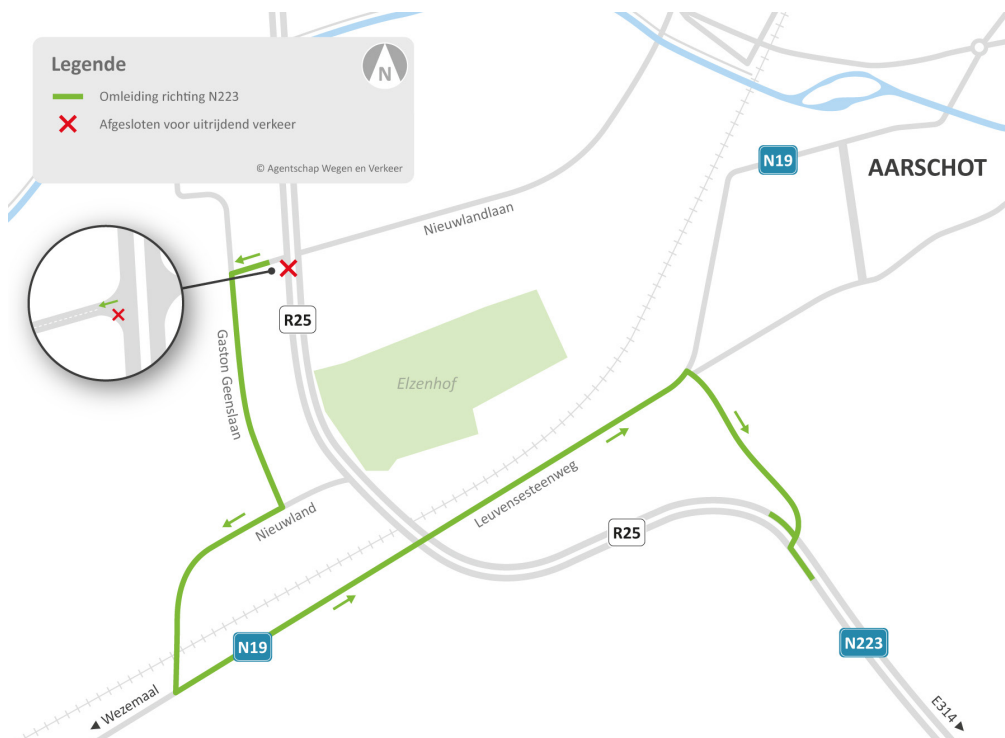 Legende
N
Omleiding richting N223
Afgesloten voor uitrijdend verkeer
© Agentschap Wegen en Verkeer
N19
AARSCHOT
Nieuwlandlaan
R25
Gaston Geenslaan
Elzenhof
Leuvensesteenweg
Nieuwland
R25
N19
N223
Wezemaal
E314